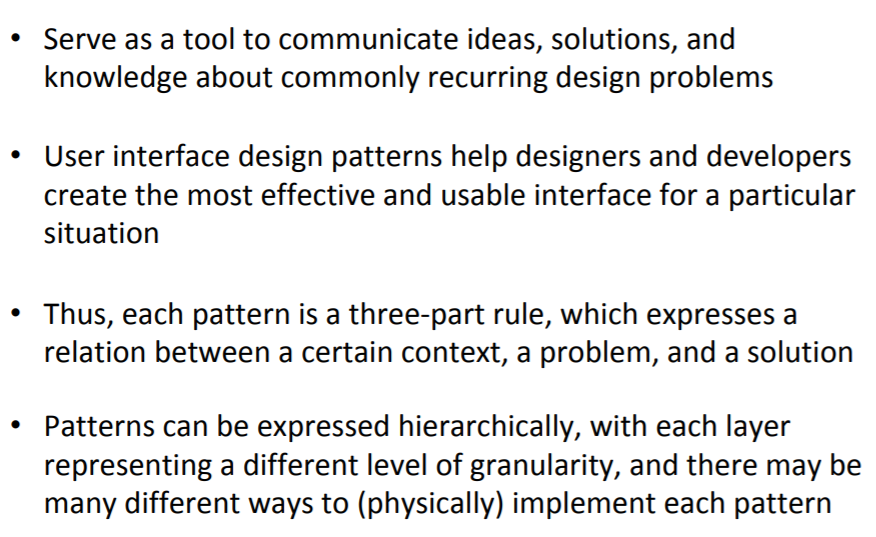 • Serve as a tool to communicate ideas, solutions, and
knowledge about commonly recurring design problems
• User interface design patterns help designers and developers
create the most effective and usable interface for a particular
situation
• Thus, each pattern is a three-part rule, which expresses a
relation between a certain context, a problem, and a solution
• Patterns can be expressed hierarchically, with each layer
representing a different level of granularity, and there may be
many different ways to (physically) implement each pattern